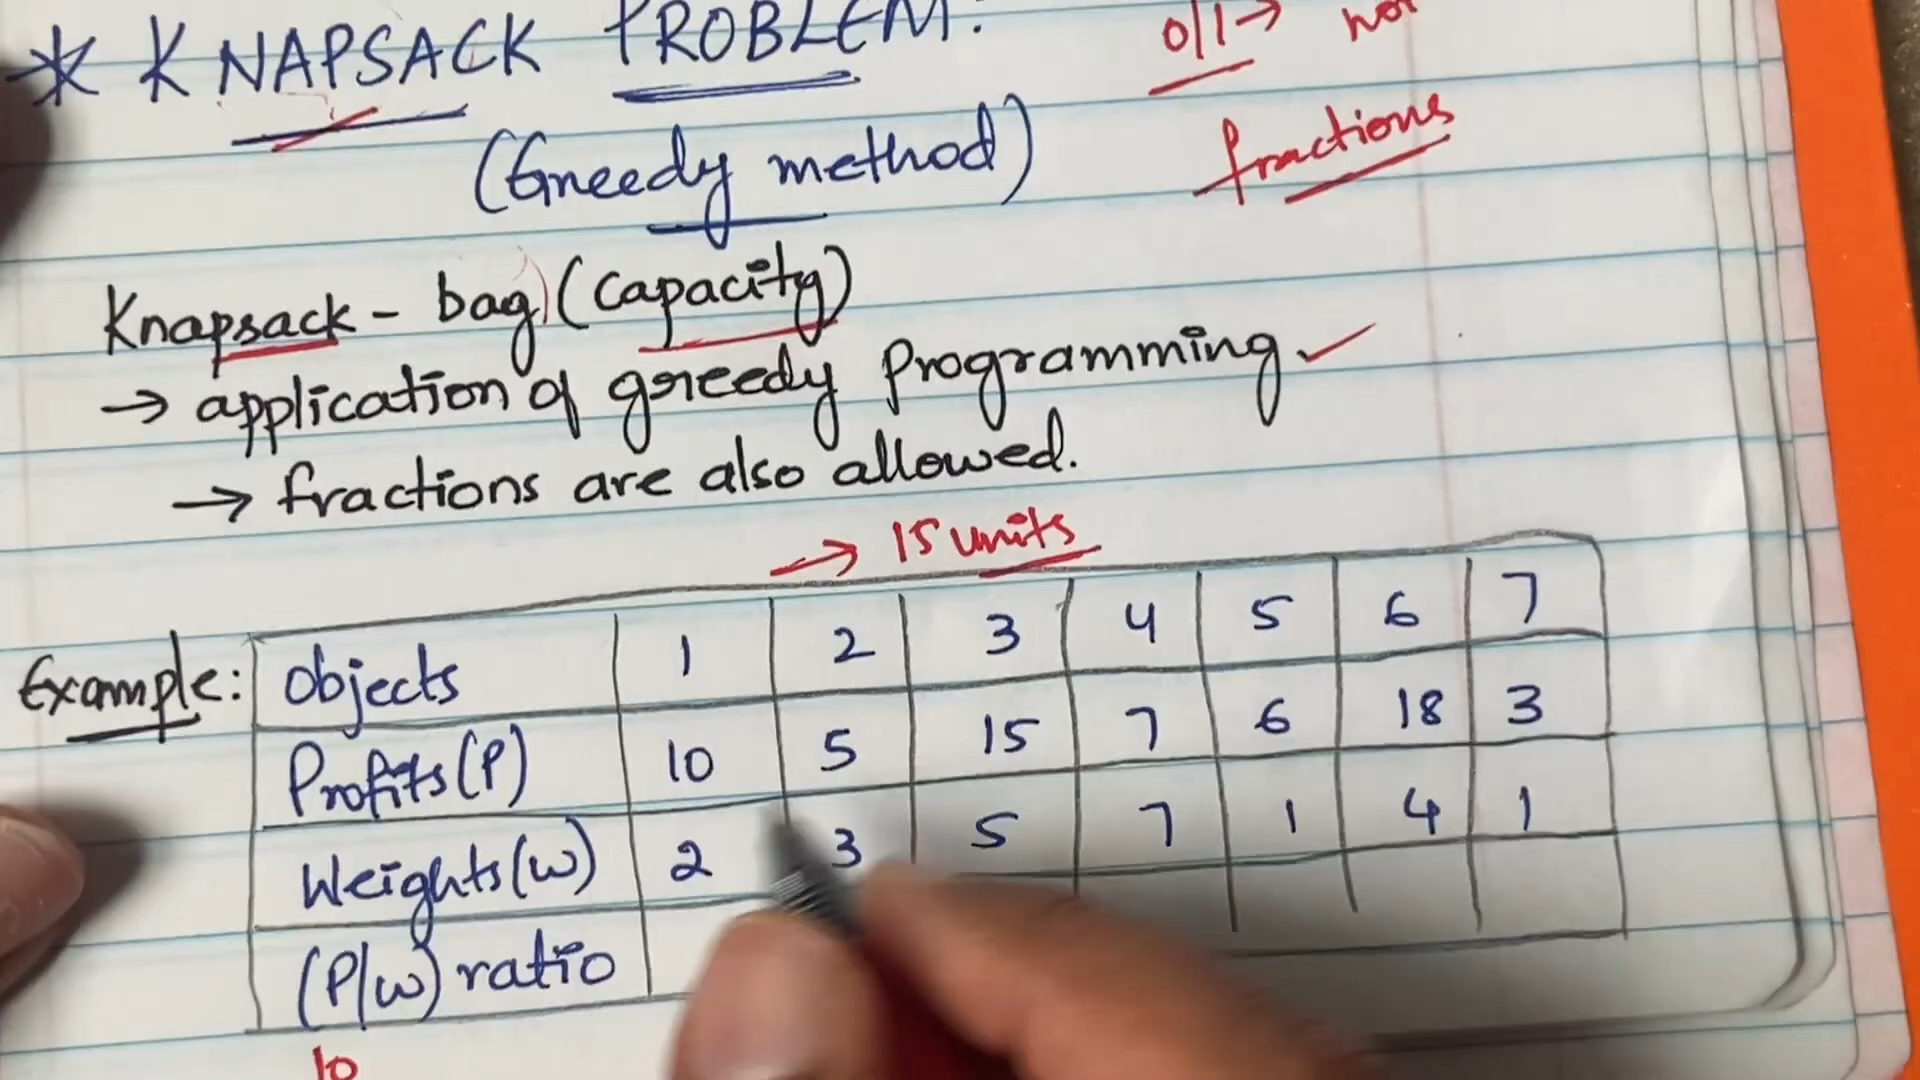 * KNAPSACK PROBLEM:
0/1→ not
(Greedy method)
fractions
Knapsack - bag (capacity)
→ application of greedy programming ✓
→ fractions are also allowed.
→ 15 units
Example:
Objects 1 2 3 4 5 6 7
Profits(P) 10 5 15 7 6 18 3
Weights(w) 2 3 5 7 1 4 1
(P/w) ratio
10